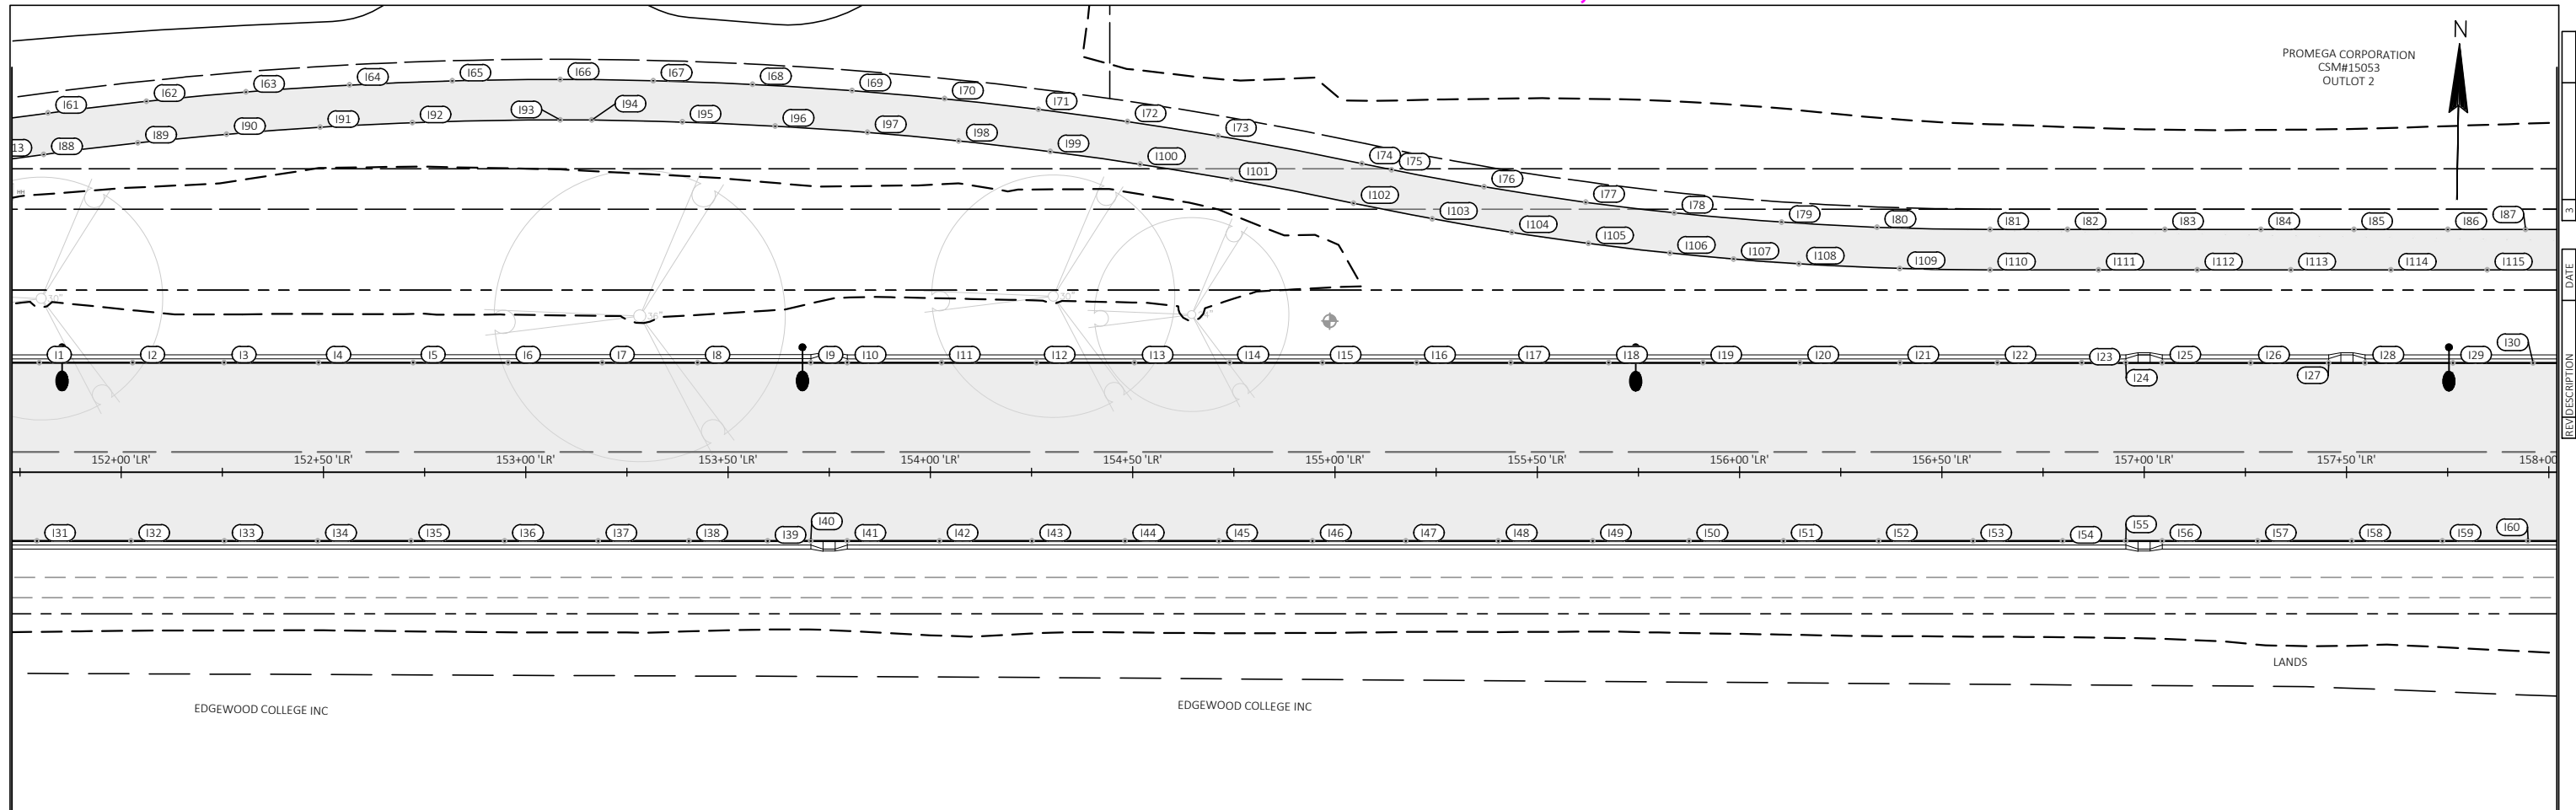 N
PROMEGA CORPORATION
CSM#15053
OUTLOT 2
I61 I62 I63 I64 I65 I66 I67 I68 I69 I70 I71 I72 I73 I74 I75 I76 I77 I78 I79 I80 I81 I82 I83 I84 I85 I86 I87
13 I88 I89 I90 I91 I92 I93 I94 I95 I96 I97 I98 I99 I100 I101 I102 I103 I104 I105 I106 I107 I108 I109 I110 I111 I112 I113 I114 I115
HH
30" 36" 30"
I1 I2 I3 I4 I5 I6 I7 I8 I9 I10 I11 I12 I13 I14 I15 I16 I17 I18 I19 I20 I21 I22 I23 I24 I25 I26 I27 I28 I29 I30
152+00 'LR' 152+50 'LR' 153+00 'LR' 153+50 'LR' 154+00 'LR' 154+50 'LR' 155+00 'LR' 155+50 'LR' 156+00 'LR' 156+50 'LR' 157+00 'LR' 157+50 'LR' 158+00
I31 I32 I33 I34 I35 I36 I37 I38 I39 I40 I41 I42 I43 I44 I45 I46 I47 I48 I49 I50 I51 I52 I53 I54 I55 I56 I57 I58 I59 I60
LANDS
EDGEWOOD COLLEGE INC
EDGEWOOD COLLEGE INC
3
REV DESCRIPTION DATE